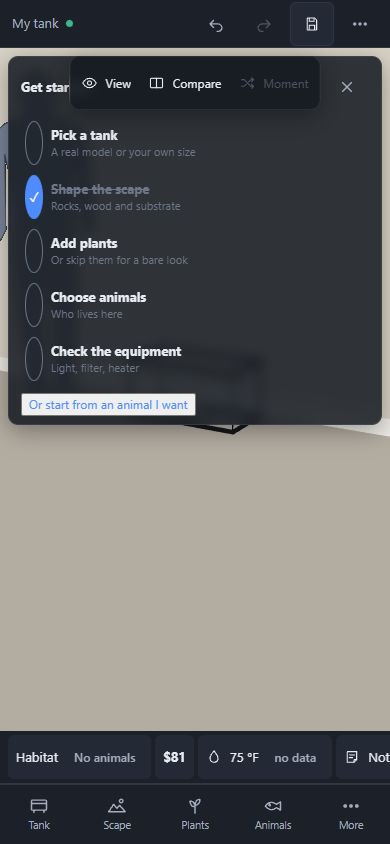 My tank
Get star
View
Compare
Moment
Pick a tank
A real model or your own size
Shape the scape
Rocks, wood and substrate
Add plants
Or skip them for a bare look
Choose animals
Who lives here
Check the equipment
Light, filter, heater
Or start from an animal I want
Habitat No animals
$81
75 °F no data
Not
Tank
Scape
Plants
Animals
More